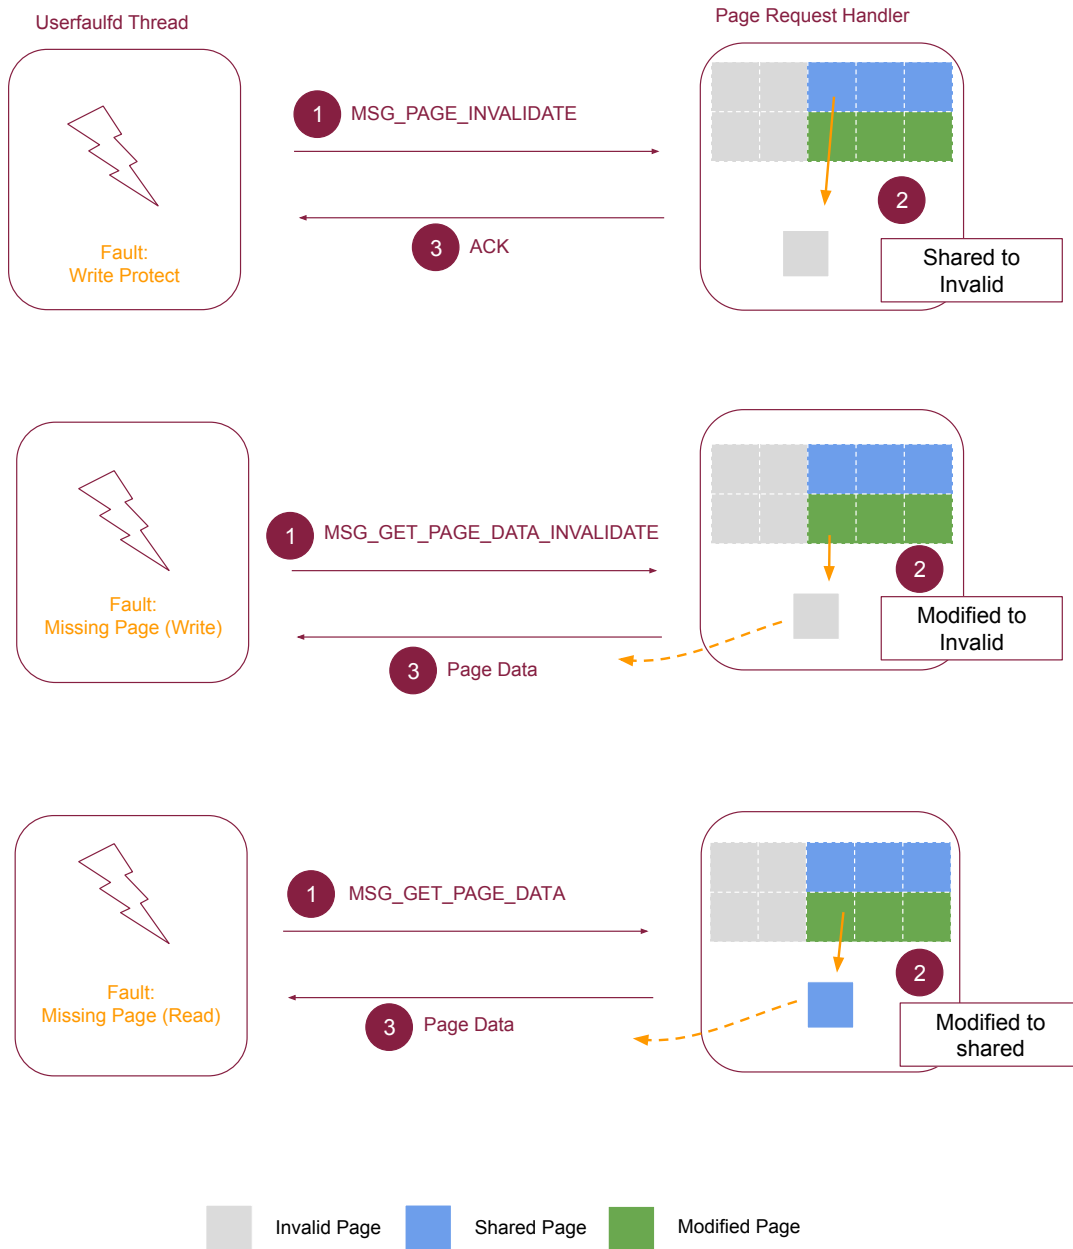 Userfaulfd Thread
Page Request Handler
1
MSG_PAGE_INVALIDATE
2
3
ACK
Fault:
Write Protect
Shared to
Invalid
1
MSG_GET_PAGE_DATA_INVALIDATE
2
Fault:
Missing Page (Write)
3
Page Data
Modified to
Invalid
1
MSG_GET_PAGE_DATA
2
Fault:
Missing Page (Read)
3
Page Data
Modified to
shared
Invalid Page
Shared Page
Modified Page